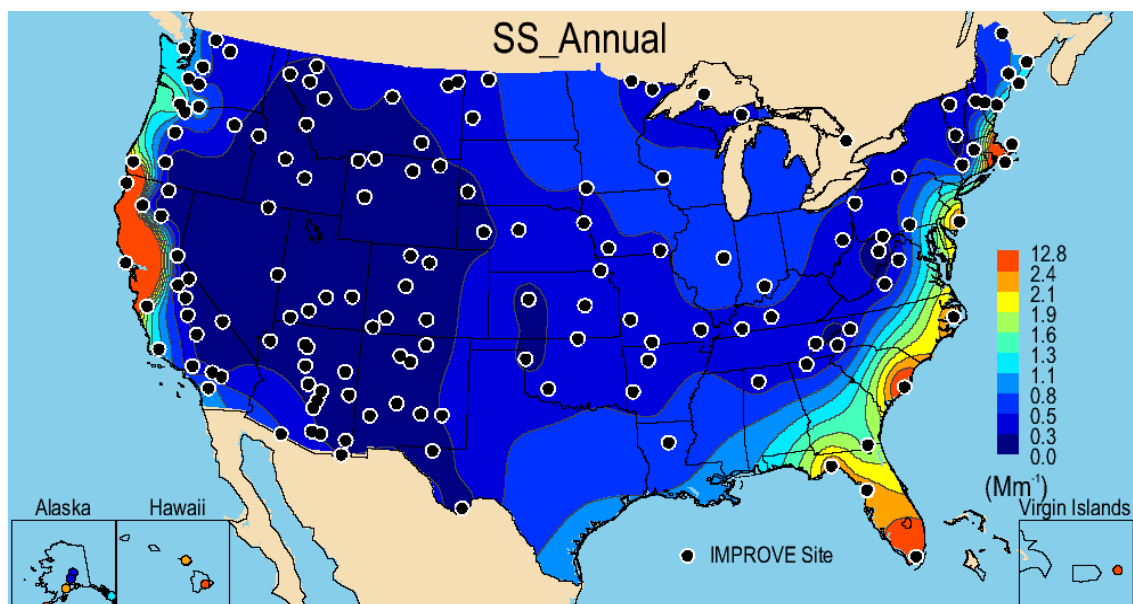 SS_Annual
12.8
2.4
2.1
1.9
1.6
1.3
1.1
0.8
0.5
0.3
0.0
(Mm⁻¹)
Alaska
Hawaii
IMPROVE Site
Virgin Islands